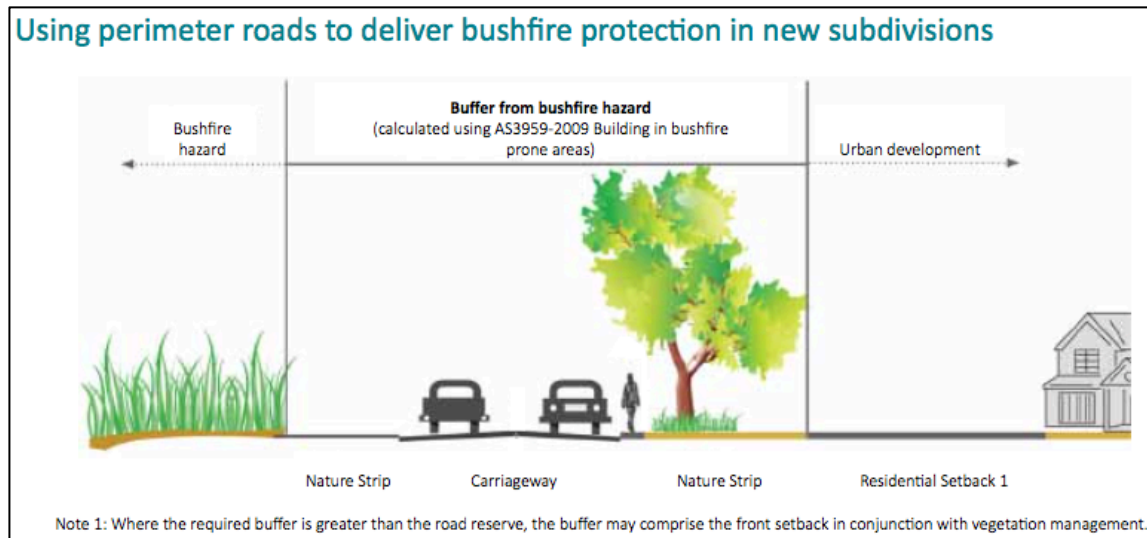 Using perimeter roads to deliver bushfire protection in new subdivisions
Bushfire
hazard
Buffer from bushfire hazard
(calculated using AS3959-2009 Building in bushfire
prone areas)
Urban development
Nature Strip
Carriageway
Nature Strip
Residential Setback 1
Note 1: Where the required buffer is greater than the road reserve, the buffer may comprise the front setback in conjunction with vegetation management.